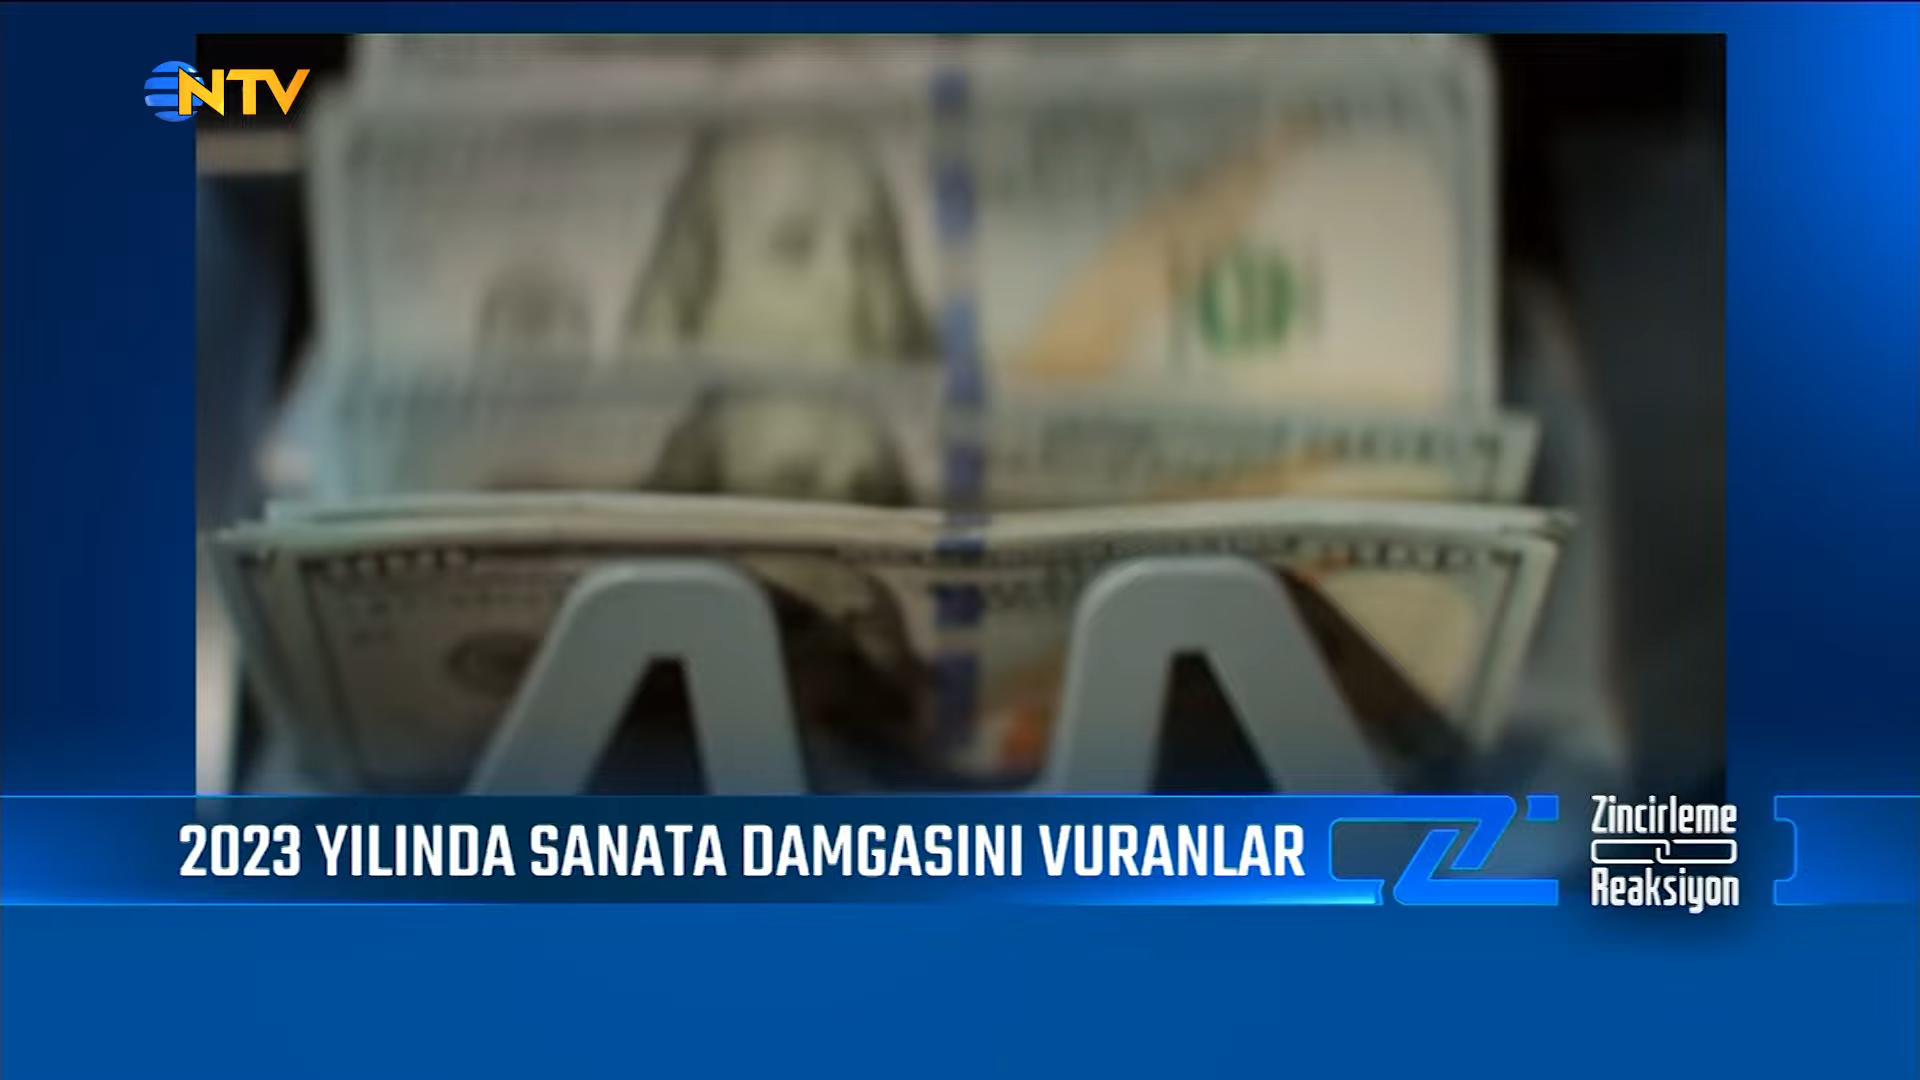 NTV
2023 YILINDA SANATA DAMGASINI VURANLAR
Zincirleme
Reaksiyon